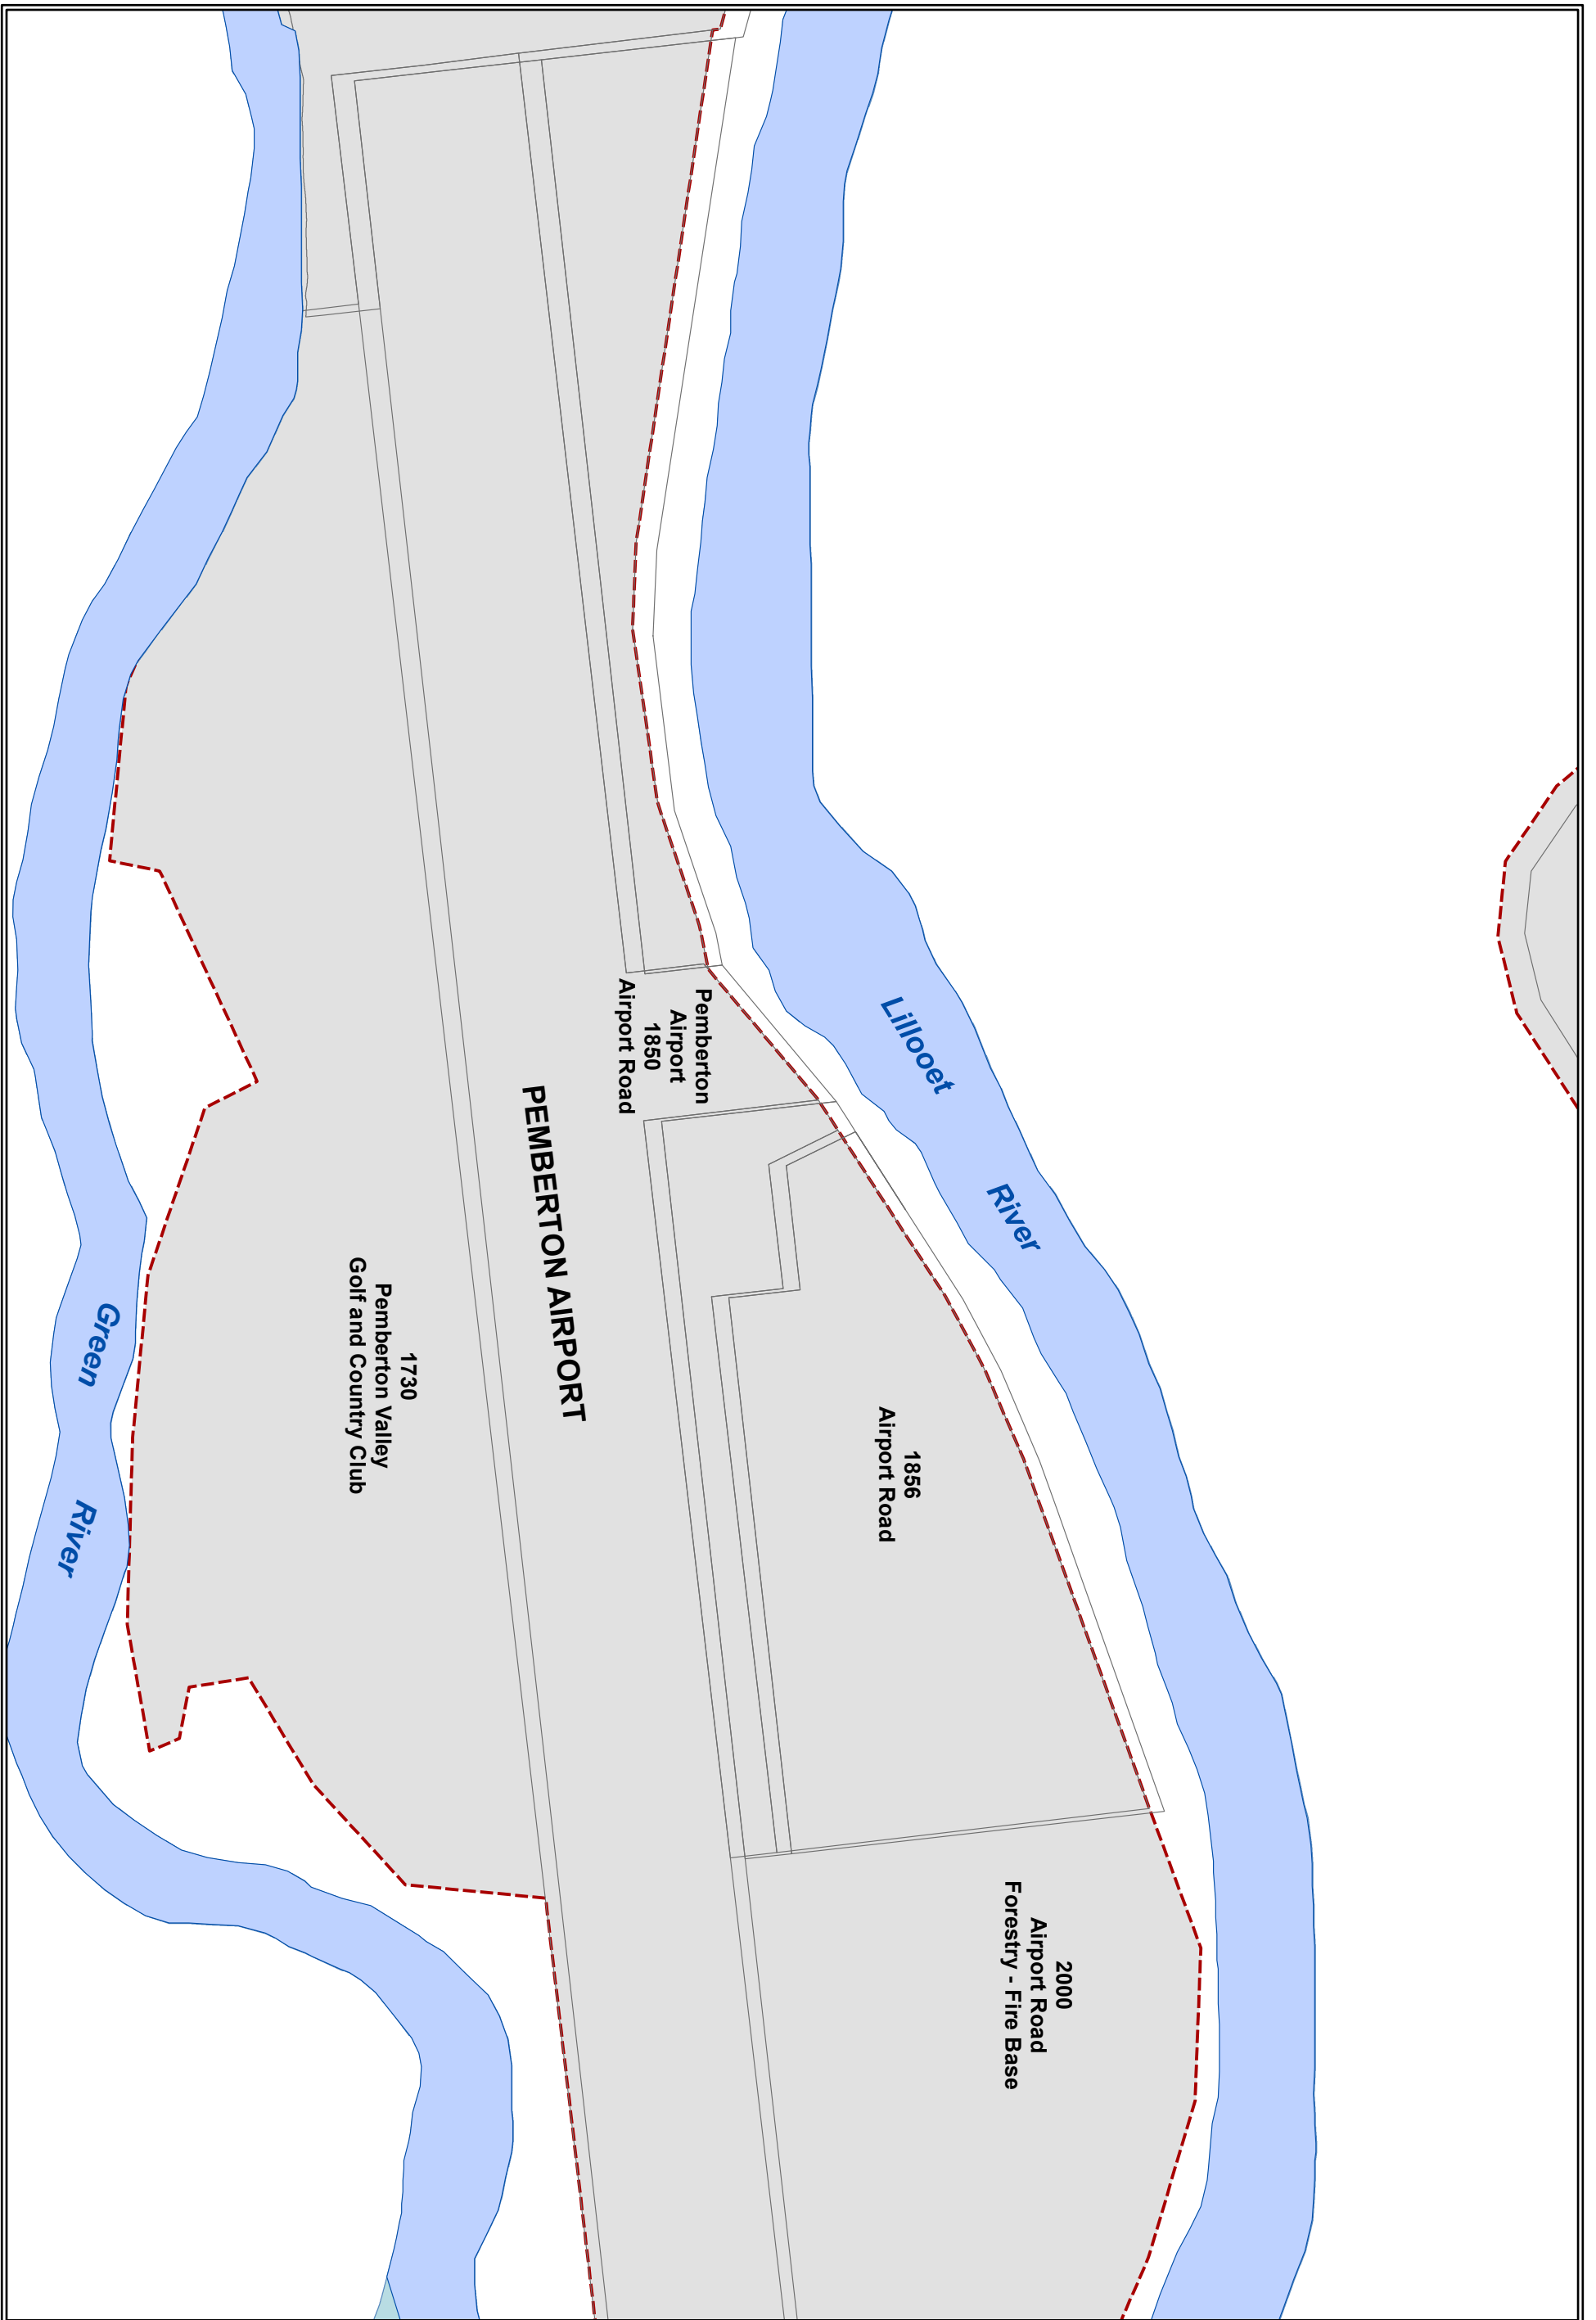 Lillooet
River
Pemberton
Airport
1850
Airport Road
PEMBERTON AIRPORT
1856
Airport Road
2000
Airport Road
Forestry - Fire Base
1730
Pemberton Valley
Golf and Country Club
Green
River